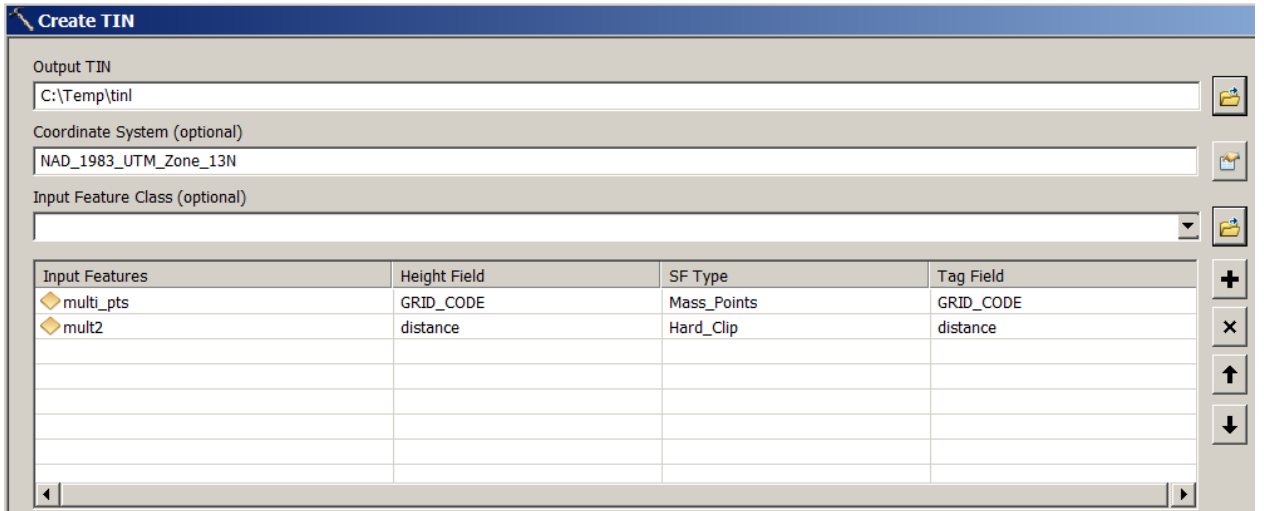 Create TIN
Output TIN
C:\Temp\tinl
Coordinate System (optional)
NAD_1983_UTM_Zone_13N
Input Feature Class (optional)
Input Features Height Field SF Type Tag Field
multi_pts GRID_CODE Mass_Points GRID_CODE
mult2 distance Hard_Clip distance